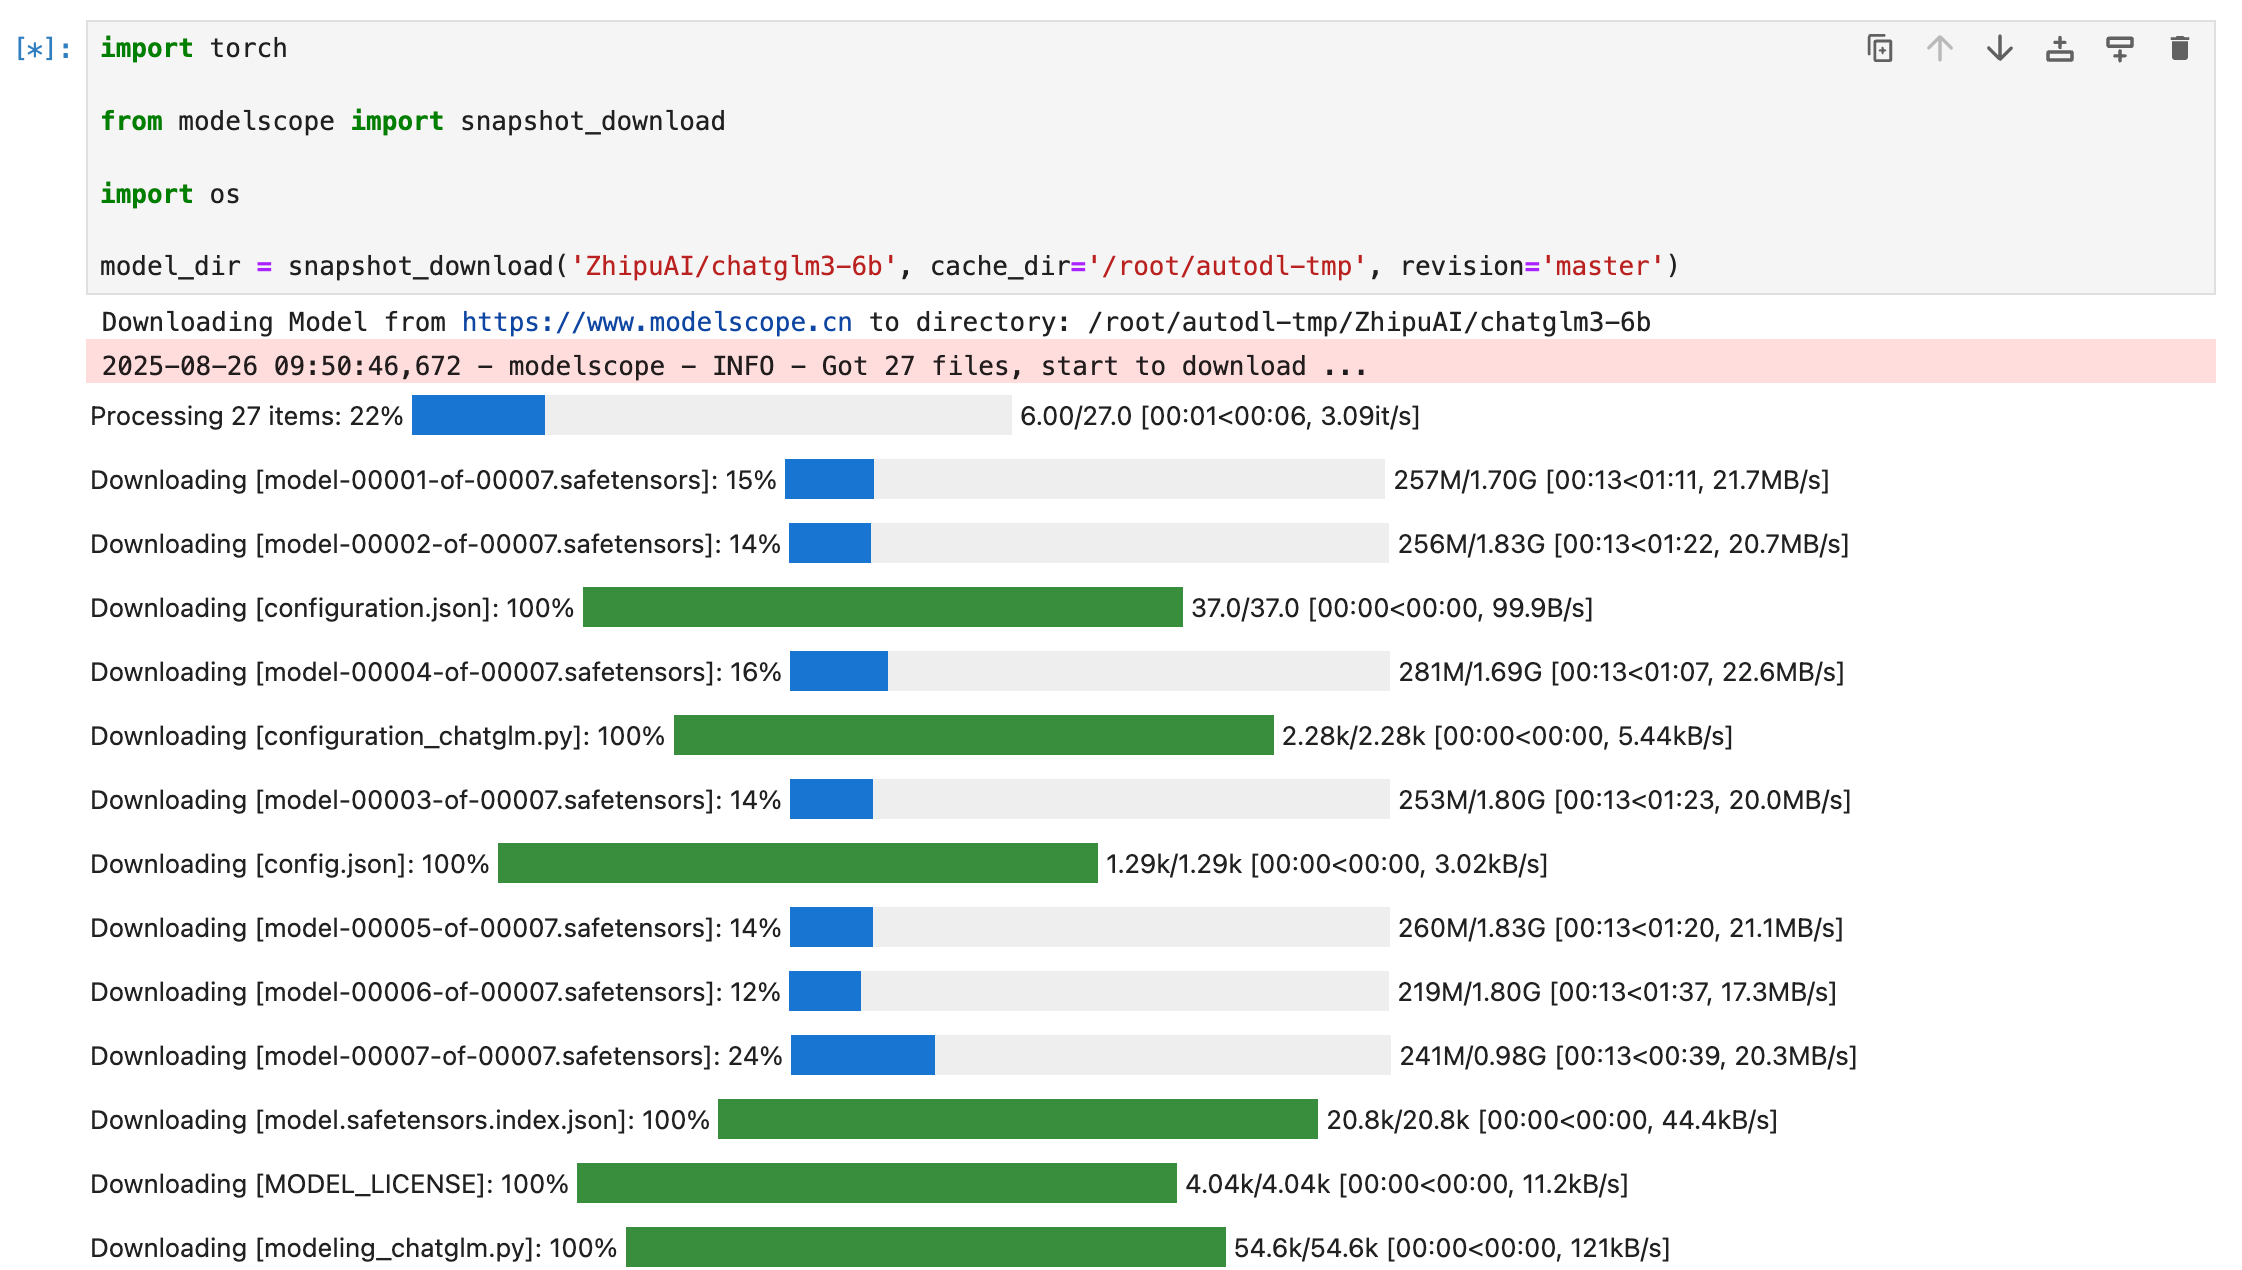 [*]:
import torch
from modelscope import snapshot_download
import os
model_dir = snapshot_download('ZhipuAI/chatglm3-6b', cache_dir='/root/autodl-tmp', revision='master')
Downloading Model from https://www.modelscope.cn to directory: /root/autodl-tmp/ZhipuAI/chatglm3-6b
2025-08-26 09:50:46,672 - modelscope - INFO - Got 27 files, start to download ...
Processing 27 items: 22% 6.00/27.0 [00:01<00:06, 3.09it/s]
Downloading [model-00001-of-00007.safetensors]: 15% 257M/1.70G [00:13<01:11, 21.7MB/s]
Downloading [model-00002-of-00007.safetensors]: 14% 256M/1.83G [00:13<01:22, 20.7MB/s]
Downloading [configuration.json]: 100% 37.0/37.0 [00:00<00:00, 99.9B/s]
Downloading [model-00004-of-00007.safetensors]: 16% 281M/1.69G [00:13<01:07, 22.6MB/s]
Downloading [configuration_chatglm.py]: 100% 2.28k/2.28k [00:00<00:00, 5.44kB/s]
Downloading [model-00003-of-00007.safetensors]: 14% 253M/1.80G [00:13<01:23, 20.0MB/s]
Downloading [config.json]: 100% 1.29k/1.29k [00:00<00:00, 3.02kB/s]
Downloading [model-00005-of-00007.safetensors]: 14% 260M/1.83G [00:13<01:20, 21.1MB/s]
Downloading [model-00006-of-00007.safetensors]: 12% 219M/1.80G [00:13<01:37, 17.3MB/s]
Downloading [model-00007-of-00007.safetensors]: 24% 241M/0.98G [00:13<00:39, 20.3MB/s]
Downloading [model.safetensors.index.json]: 100% 20.8k/20.8k [00:00<00:00, 44.4kB/s]
Downloading [MODEL_LICENSE]: 100% 4.04k/4.04k [00:00<00:00, 11.2kB/s]
Downloading [modeling_chatglm.py]: 100% 54.6k/54.6k [00:00<00:00, 121kB/s]